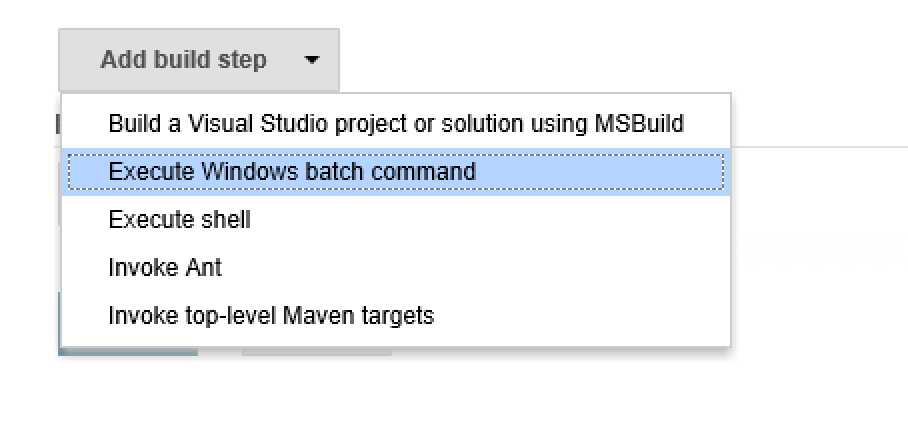 Add build step
Build a Visual Studio project or solution using MSBuild
Execute Windows batch command
Execute shell
Invoke Ant
Invoke top-level Maven targets